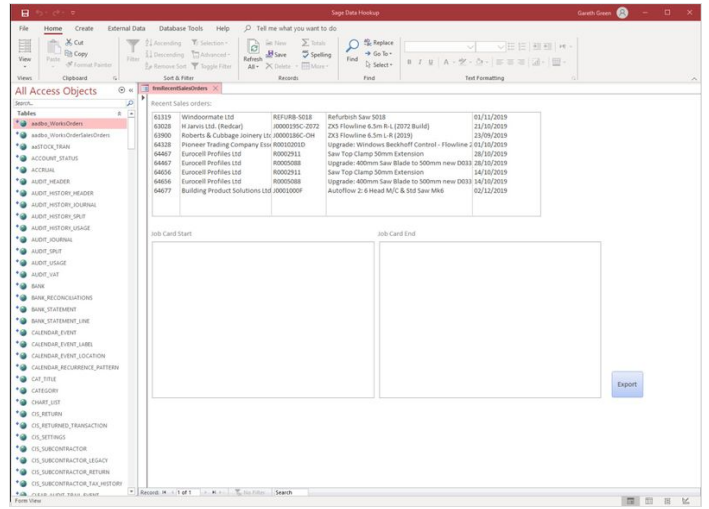 Sage Data Hookup
Gareth Green
File Home Create External Data Database Tools Help Tell me what you want to do
View
Paste
Cut
Copy
Format Painter
Filter
Ascending
Descending
Remove Sort
Selection
Advanced
Toggle Filter
Refresh All
New
Save
Delete
Totals
Spelling
More
Find
Replace
Go To
Select
B I U A
Views Clipboard Sort & Filter Records Find Text Formatting
All Access Objects
Search...
Tables
aadbo_WorksOrders
aadbo_WorksOrderSalesOrders
aaSTOCK_TRAN
ACCOUNT_STATUS
ACCRUAL
AUDIT_HEADER
AUDIT_HISTORY_HEADER
AUDIT_HISTORY_JOURNAL
AUDIT_HISTORY_SPLIT
AUDIT_HISTORY_USAGE
AUDIT_JOURNAL
AUDIT_SPLIT
AUDIT_USAGE
AUDIT_VAT
BANK
BANK_RECONCILIATIONS
BANK_STATEMENT
BANK_STATEMENT_LINE
CALENDAR_EVENT
CALENDAR_EVENT_LABEL
CALENDAR_EVENT_LOCATION
CALENDAR_RECURRENCE_PATTERN
CAT_TITLE
CATEGORY
CHART_LIST
CIS_RETURN
CIS_RETURNED_TRANSACTION
CIS_SETTINGS
CIS_SUBCONTRACTOR
CIS_SUBCONTRACTOR_LEGACY
CIS_SUBCONTRACTOR_RETURN
CIS_SUBCONTRACTOR_TAX_HISTORY
CLEAR_AUDIT_TRAIL_EVENT
frmRecentSalesOrders
Recent Sales orders:
61319 Windoormate Ltd REFURB-S018 Refurbish Saw S018 01/11/2019
63028 H Jarvis Ltd. (Redcar) J0000195C-Z072 ZX5 Flowline 6.5m R-L (Z072 Build) 21/10/2019
63900 Roberts & Cubbage Joinery Ltd J0000186C-OH ZX3 Flowline 6.5m L-R (2019) 23/09/2019
64328 Pioneer Trading Company Esse R0010201D Upgrade: Windows Beckhoff Control - Flowline 2 01/10/2019
64467 Eurocell Profiles Ltd R0002911 Saw Top Clamp 50mm Extension 28/10/2019
64467 Eurocell Profiles Ltd R0005088 Upgrade: 400mm Saw Blade to 500mm new D033 28/10/2019
64656 Eurocell Profiles Ltd R0002911 Saw Top Clamp 50mm Extension 14/10/2019
64656 Eurocell Profiles Ltd R0005088 Upgrade: 400mm Saw Blade to 500mm new D033 14/10/2019
64677 Building Product Solutions Ltd J0001000F Autoflow 2: 6 Head M/C & Std Saw Mk6 02/12/2019
Job Card Start Job Card End
Export
Record: 1 of 1 No Filter Search
Form View